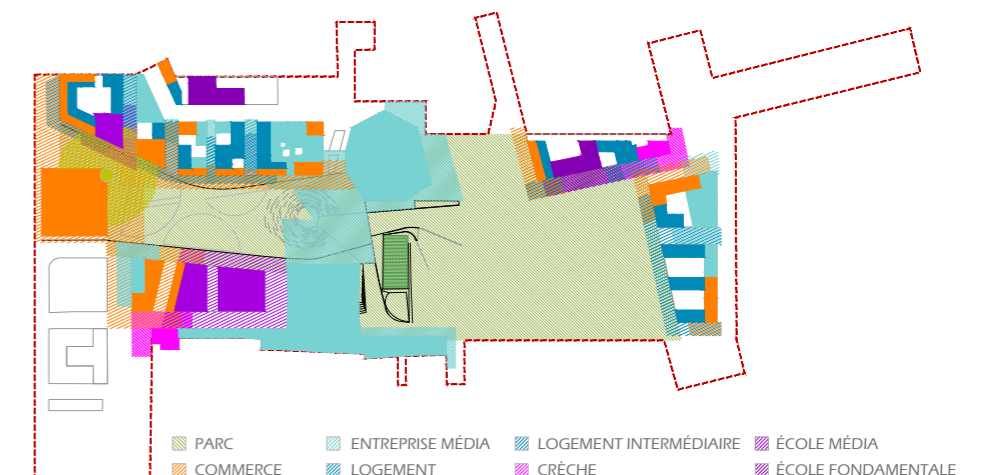 PARC ENTREPRISE MÉDIA LOGEMENT INTERMÉDIAIRE ÉCOLE MÉDIA
COMMERCE LOGEMENT CRÈCHE ÉCOLE FONDAMENTALE